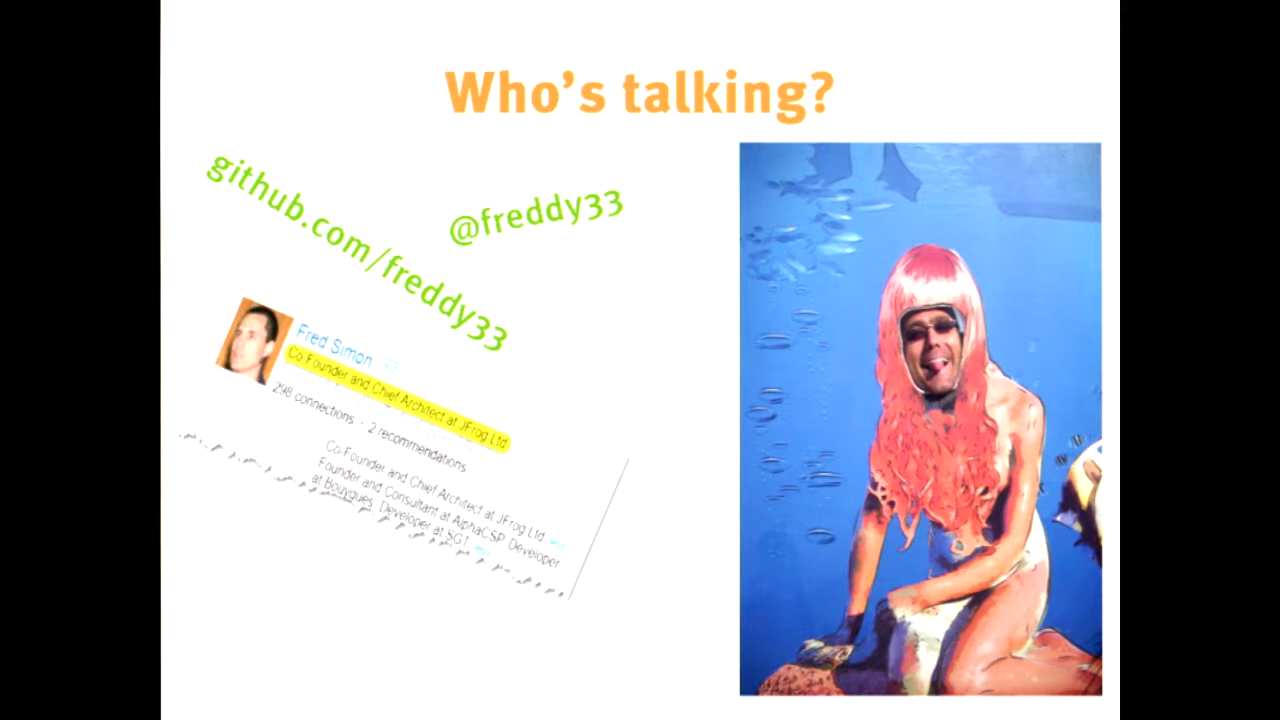 Who's talking?
github.com/freddy33
@freddy33
Fred Simon
Co Founder and Chief Architect at JFrog Ltd
298 connections · 2 recommendations
Co-Founder and Chief Architect at JFrog Ltd
Founder and Consultant at AlphaCSP Developer
at Bouygues Developer at SGT